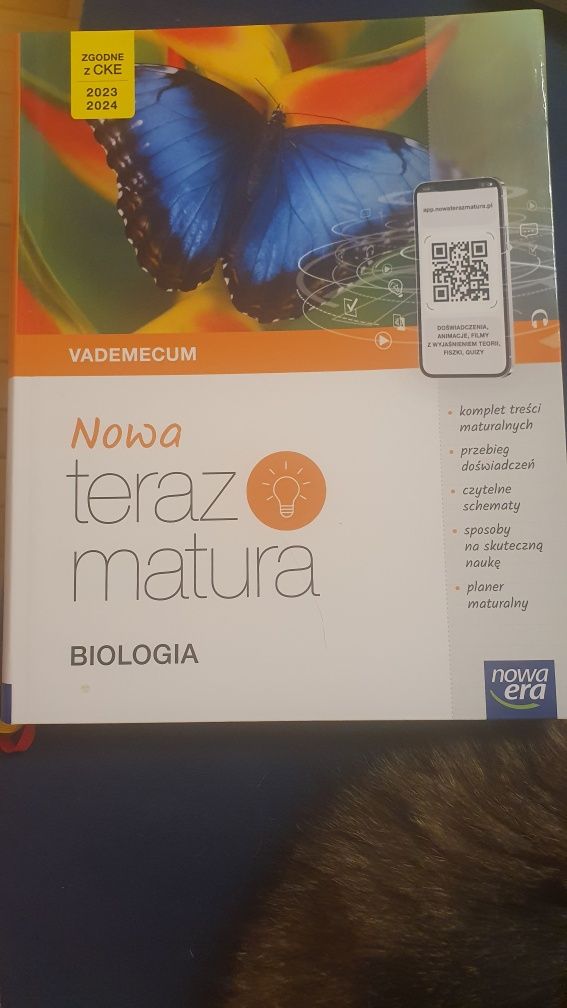 ZGODNE
z CKE
2023
2024
app.nowaterazmatura.pl
DOŚWIADCZENIA,
ANIMACJE, FILMY
Z WYJAŚNIENIEM TEORII,
FISZKI, QUIZY
VADEMECUM
Nowa
teraz
matura
BIOLOGIA
• komplet treści
maturalnych
• przebieg
doświadczeń
• czytelne
schematy
• sposoby
na skuteczną
naukę
• planer
maturalny
nowa
era